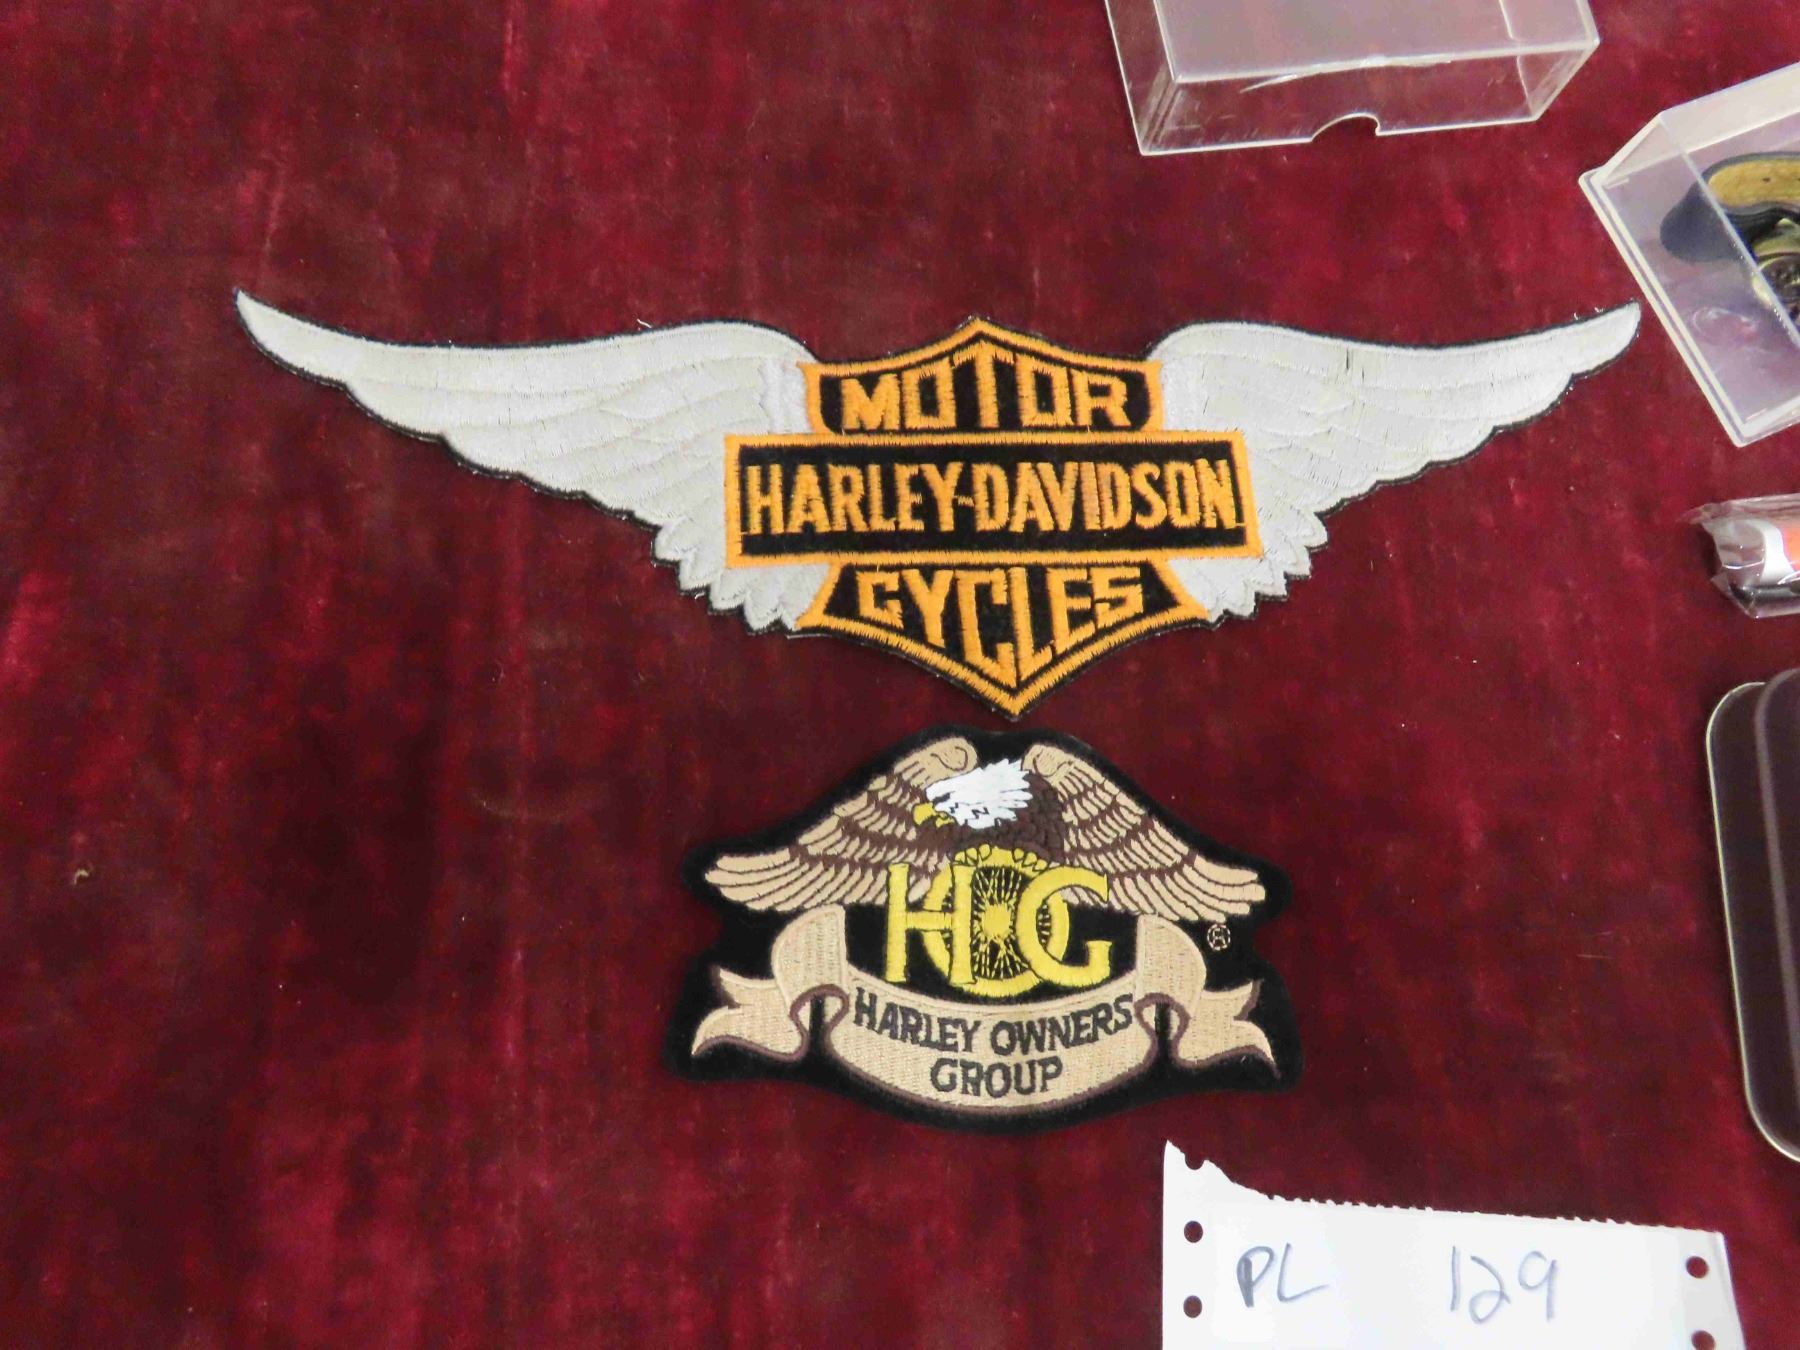 MOTOR
HARLEY-DAVIDSON
CYCLES
HOG
®
HARLEY OWNERS
GROUP
PL 129